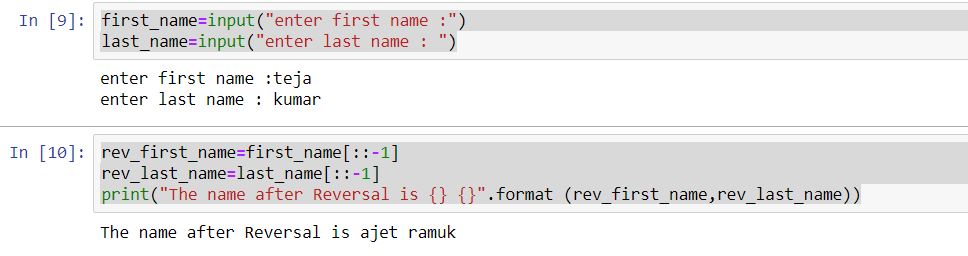 In [9]: first_name=input("enter first name :")
last_name=input("enter last name : ")
enter first name :teja
enter last name : kumar
In [10]: rev_first_name=first_name[::-1]
rev_last_name=last_name[::-1]
print("The name after Reversal is {} {}".format (rev_first_name,rev_last_name))
The name after Reversal is ajet ramuk